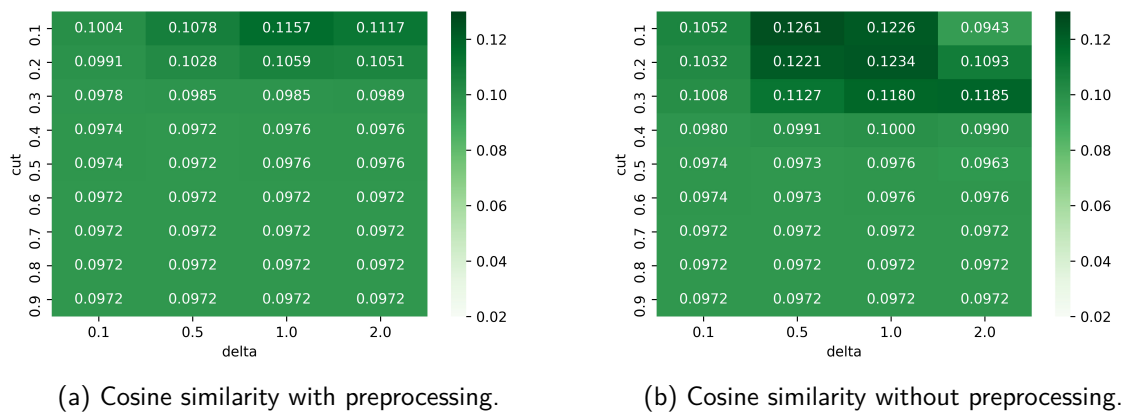 0.1 0.1004 0.1078 0.1157 0.1117
0.2 0.0991 0.1028 0.1059 0.1051
0.3 0.0978 0.0985 0.0985 0.0989
0.4 0.0974 0.0972 0.0976 0.0976
0.5 0.0974 0.0972 0.0976 0.0976
0.6 0.0972 0.0972 0.0972 0.0972
0.7 0.0972 0.0972 0.0972 0.0972
0.8 0.0972 0.0972 0.0972 0.0972
0.9 0.0972 0.0972 0.0972 0.0972
cut
0.1 0.5 1.0 2.0
delta
0.12
0.10
0.08
0.06
0.04
0.02
(a) Cosine similarity with preprocessing.
0.1 0.1052 0.1261 0.1226 0.0943
0.2 0.1032 0.1221 0.1234 0.1093
0.3 0.1008 0.1127 0.1180 0.1185
0.4 0.0980 0.0991 0.1000 0.0990
0.5 0.0974 0.0973 0.0976 0.0963
0.6 0.0974 0.0973 0.0976 0.0976
0.7 0.0972 0.0972 0.0972 0.0972
0.8 0.0972 0.0972 0.0972 0.0972
0.9 0.0972 0.0972 0.0972 0.0972
cut
0.1 0.5 1.0 2.0
delta
0.12
0.10
0.08
0.06
0.04
0.02
(b) Cosine similarity without preprocessing.